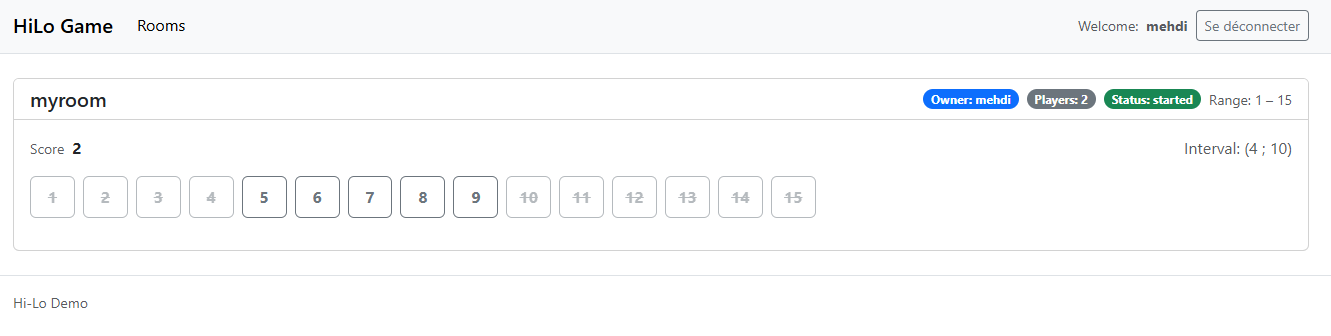 HiLo Game Rooms Welcome: mehdi Se déconnecter
myroom Owner: mehdi Players: 2 Status: started Range: 1 – 15
Score 2 Interval: (4 ; 10)
1 2 3 4 5 6 7 8 9 10 11 12 13 14 15
Hi-Lo Demo